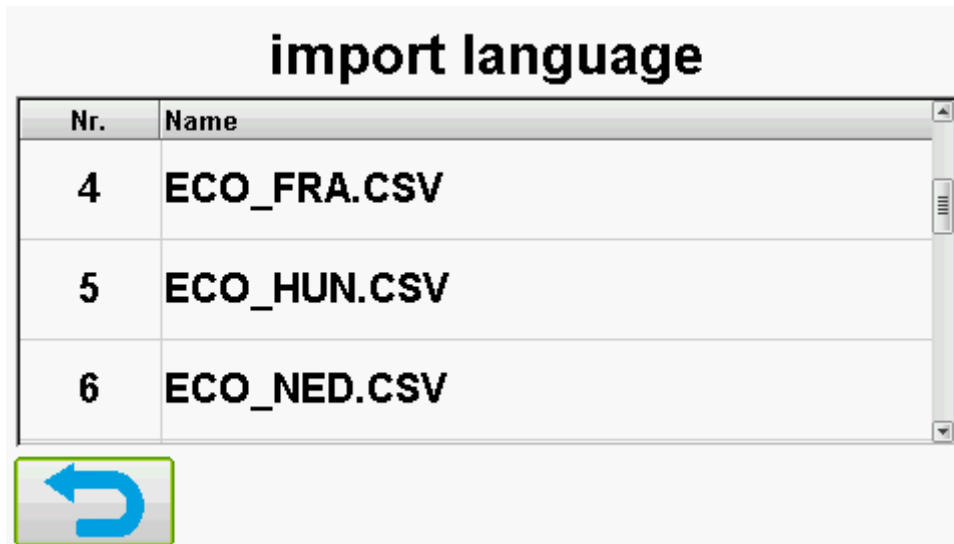 import language
Nr. Name
4 ECO_FRA.CSV
5 ECO_HUN.CSV
6 ECO_NED.CSV